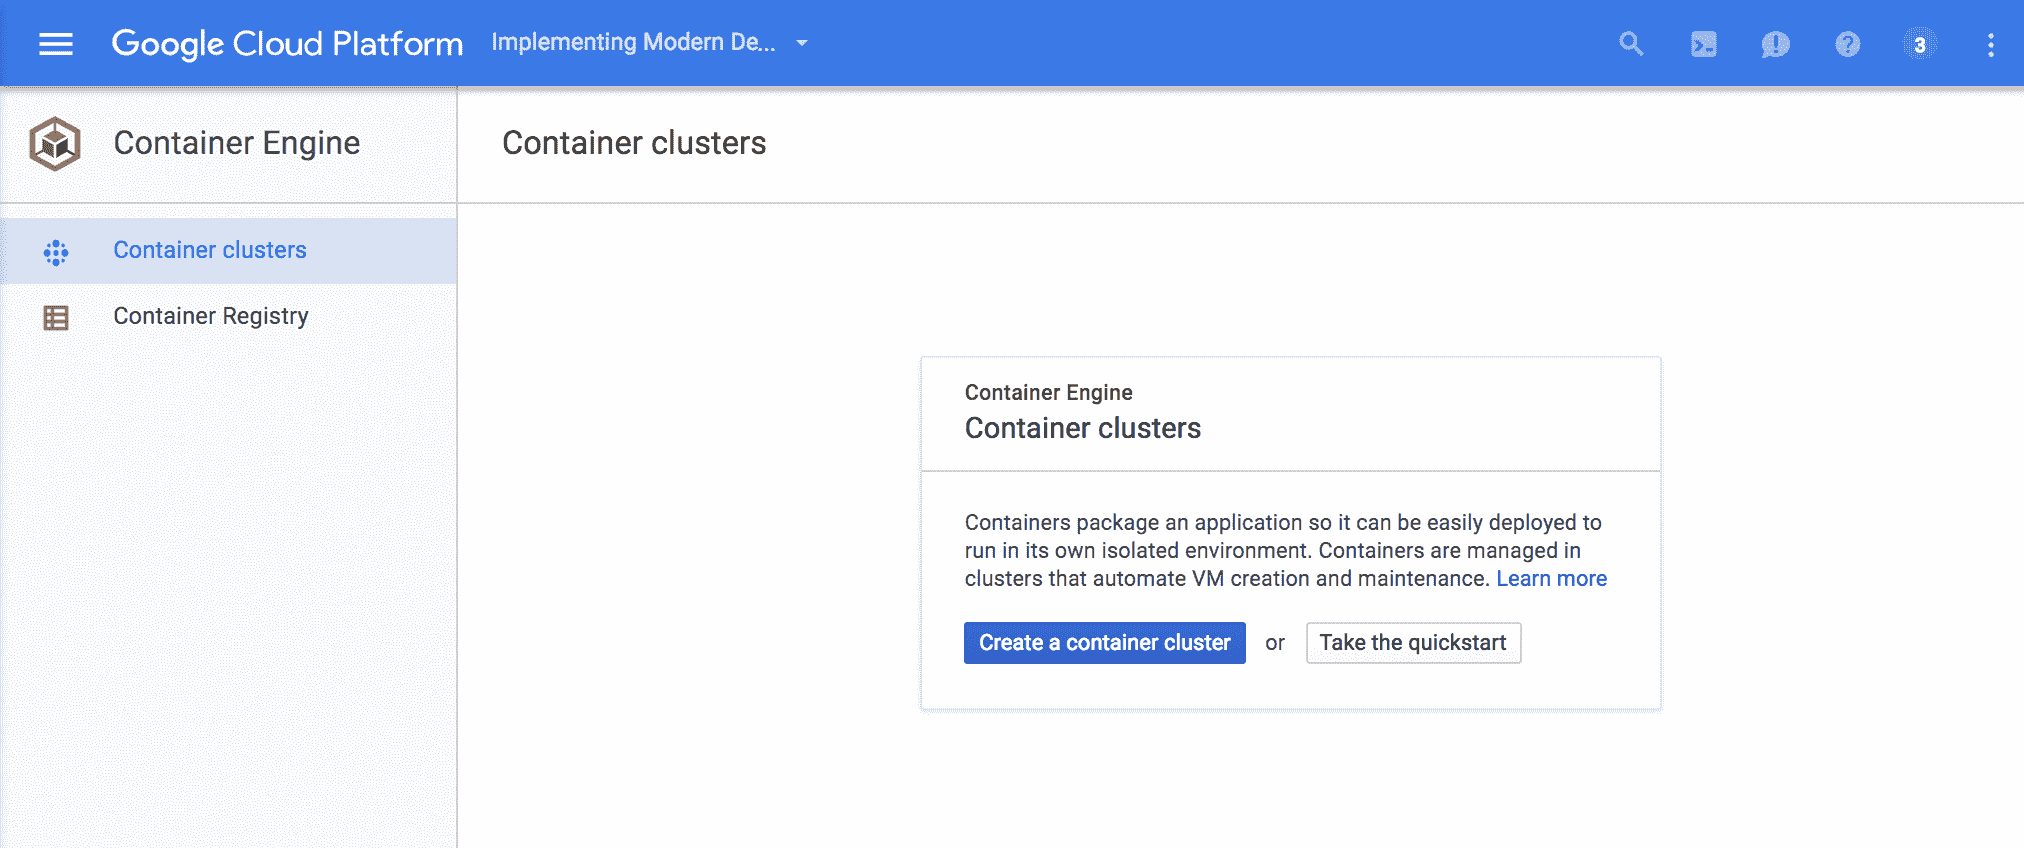 Google Cloud Platform
Implementing Modern De...
3
Container Engine
Container clusters
Container clusters
Container Registry
Container Engine
Container clusters
Containers package an application so it can be easily deployed to
run in its own isolated environment. Containers are managed in
clusters that automate VM creation and maintenance. Learn more
Create a container cluster or Take the quickstart